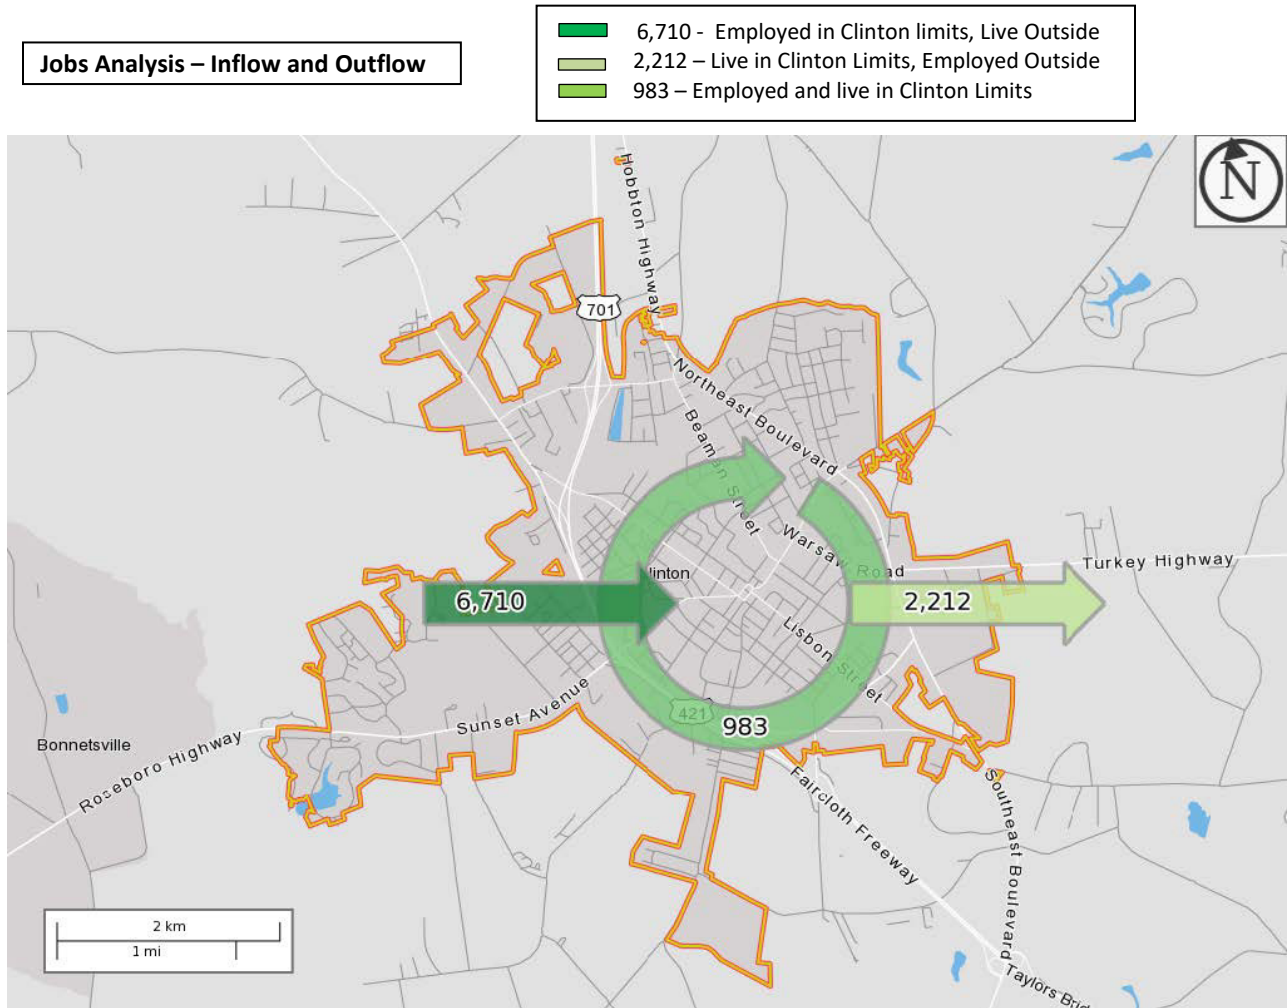 Jobs Analysis – Inflow and Outflow
6,710 - Employed in Clinton limits, Live Outside
2,212 – Live in Clinton Limits, Employed Outside
983 – Employed and live in Clinton Limits
N
Hobbton Highway
701
Northeast Boulevard
Beaman Street
Warsaw Road
Turkey Highway
linton
6,710
2,212
Lisbon Street
421
983
Sunset Avenue
Bonnetsville
Roseboro Highway
Faircloth Freeway
Southeast Boulevard
2 km
1 mi
Taylors Brid